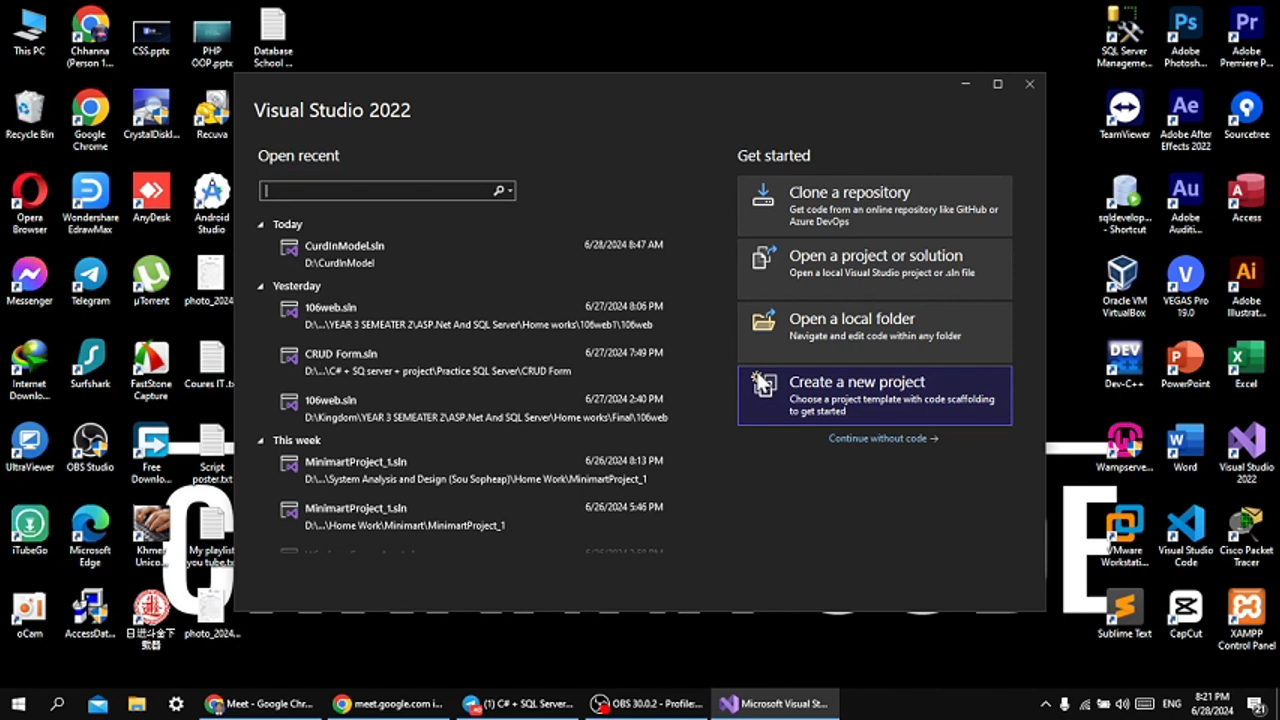 This PC
Chhanna
(Person 1...
CSS.pptx
PHP
OOP.pptx
Database
School ...
SQL Server
Manageme...
Adobe
Photosh...
Adobe
Premiere P...
Recycle Bin
Google
Chrome
CrystalDiskI...
Recuva
TeamViewer
Adobe After
Effects 2022
Sourcetree
Opera
Browser
Wondershare
EdrawMax
AnyDesk
Android
Studio
sqldevelop...
- Shortcut
Adobe
Auditi...
Access
Messenger
Telegram
µTorrent
photo_2024...
Oracle VM
VirtualBox
VEGAS Pro
19.0
Adobe
Illustrat...
Internet
Downlo...
Surfshark
FastStone
Capture
Coures IT.t...
Dev-C++
PowerPoint
Excel
UltraViewer
OBS Studio
Free
Downlo...
Script
poster.txt
Wampserve...
Word
Visual Studio
2022
iTubeGo
Microsoft
Edge
Khmer
Unico...
My playlist
you tube.tx
VMware
Workstati...
Visual Studio
Code
Cisco Packet
Tracer
oCam
AccessDat...
photo_2024...
Sublime Text
CapCut
XAMPP
Control Panel
Visual Studio 2022
Open recent
Today
CurdInModel.sln 6/28/2024 8:47 AM
D:\CurdInModel
Yesterday
106web.sln 6/27/2024 8:06 PM
D:\...\YEAR 3 SEMEATER 2\ASP.Net And SQL Server\Home works\106web1\106web
CRUD Form.sln 6/27/2024 7:49 PM
D:\...\C# + SQ server + project\Practice SQL Server\CRUD Form
106web.sln 6/27/2024 2:40 PM
D:\Kingdom\YEAR 3 SEMEATER 2\ASP.Net And SQL Server\Home works\Final\106web
This week
MinimartProject_1.sln 6/26/2024 8:13 PM
D:\...\System Analysis and Design (Sou Sopheap)\Home Work\MinimartProject_1
MinimartProject_1.sln 6/26/2024 5:46 PM
D:\...\Home Work\Minimart\MinimartProject_1
Get started
Clone a repository
Get code from an online repository like GitHub or
Azure DevOps
Open a project or solution
Open a local Visual Studio project or .sln file
Open a local folder
Navigate and edit code within any folder
Create a new project
Choose a project template with code scaffolding
to get started
Continue without code →
Meet - Google Chr...
meet.google.com i...
(1) C# + SQL Server...
OBS 30.0.2 - Profile:...
Microsoft Visual St...
ENG
8:21 PM
6/28/2024
21